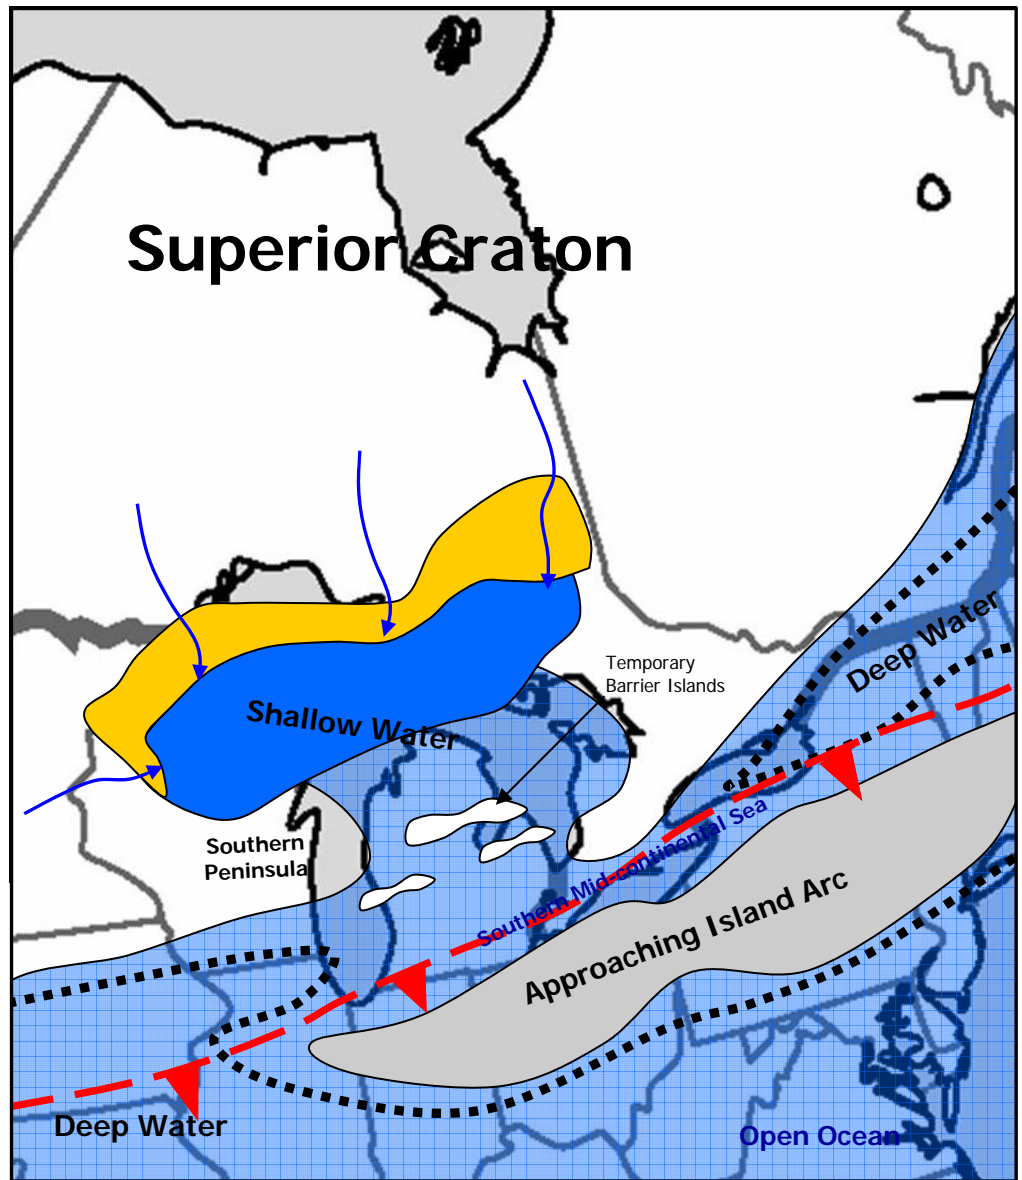 Superior Craton
Deep Water
Temporary
Barrier Islands
Shallow Water
Southern
Peninsula
Southern Mid-continental Sea
Approaching Island Arc
Deep Water
Open Ocean